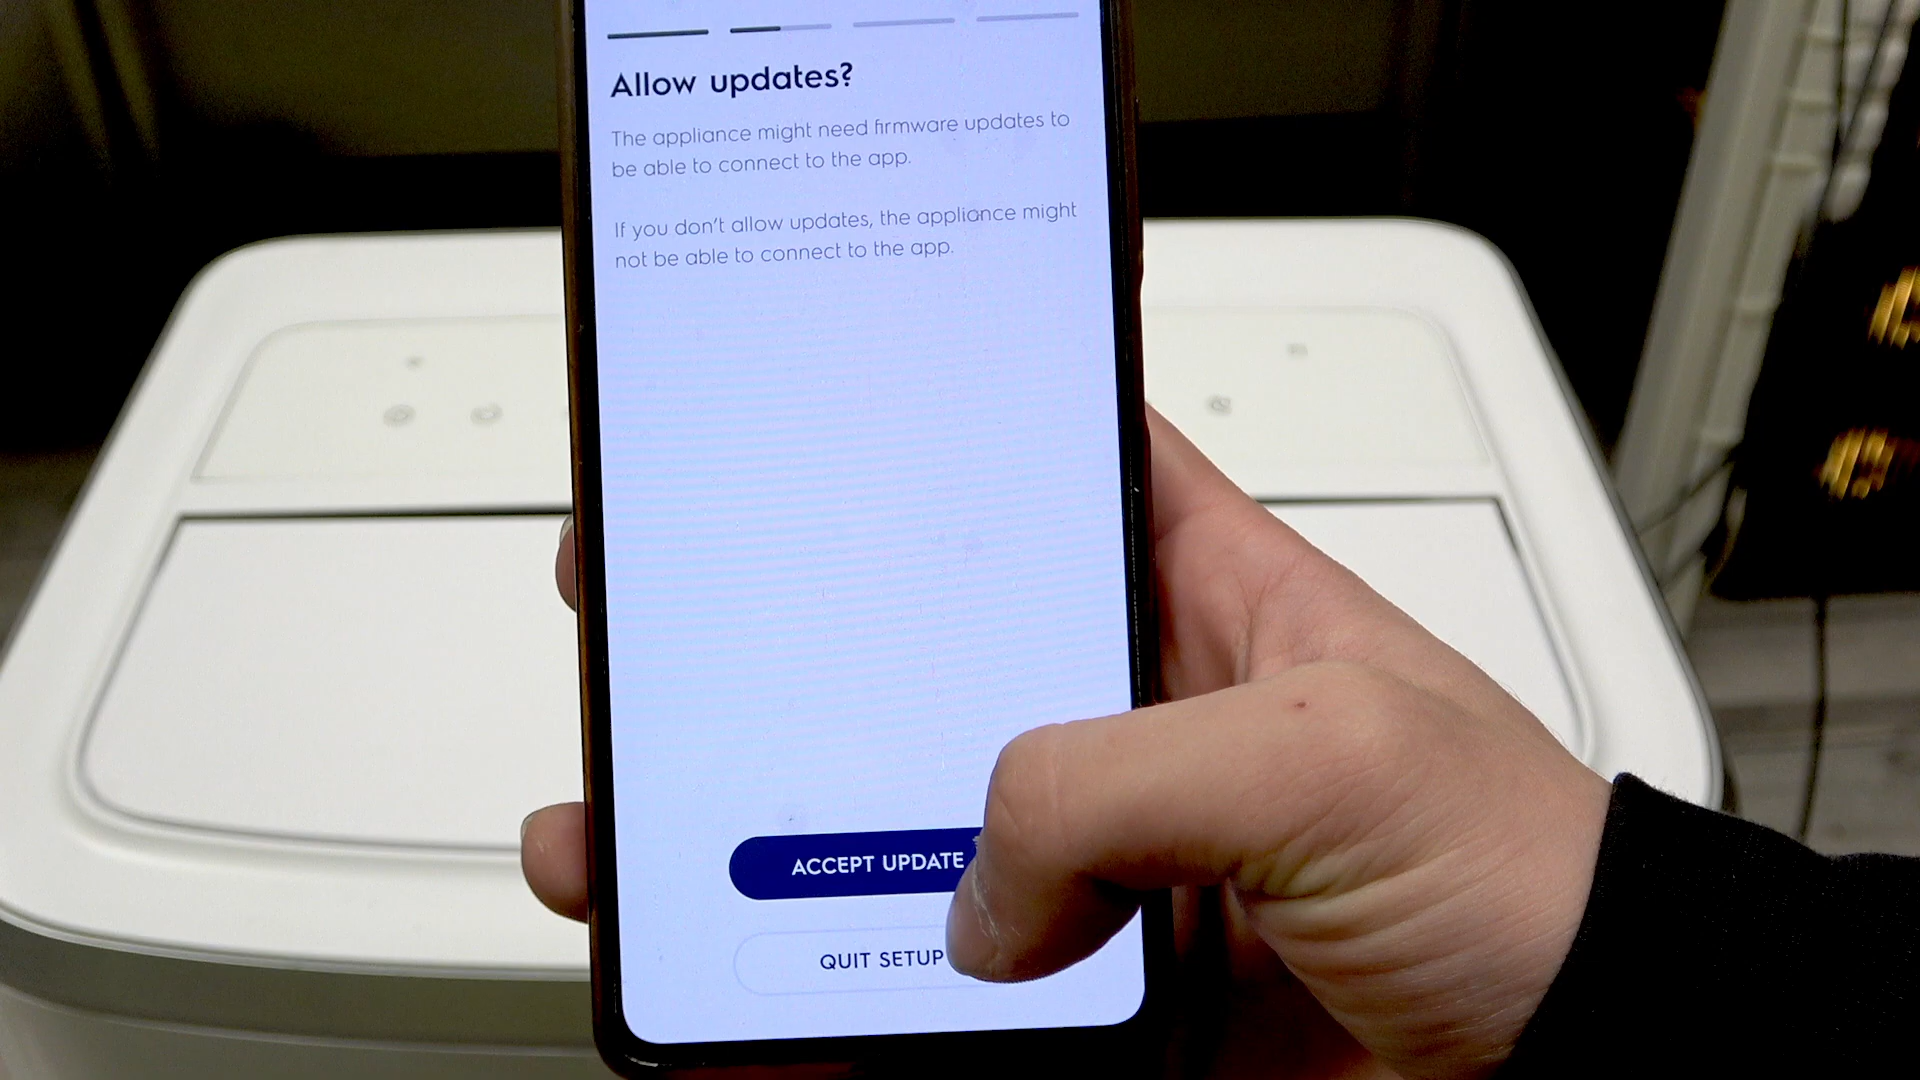 Allow updates?
The appliance might need firmware updates to
be able to connect to the app.
If you don't allow updates, the appliance might
not be able to connect to the app.
ACCEPT UPDATE
QUIT SETUP